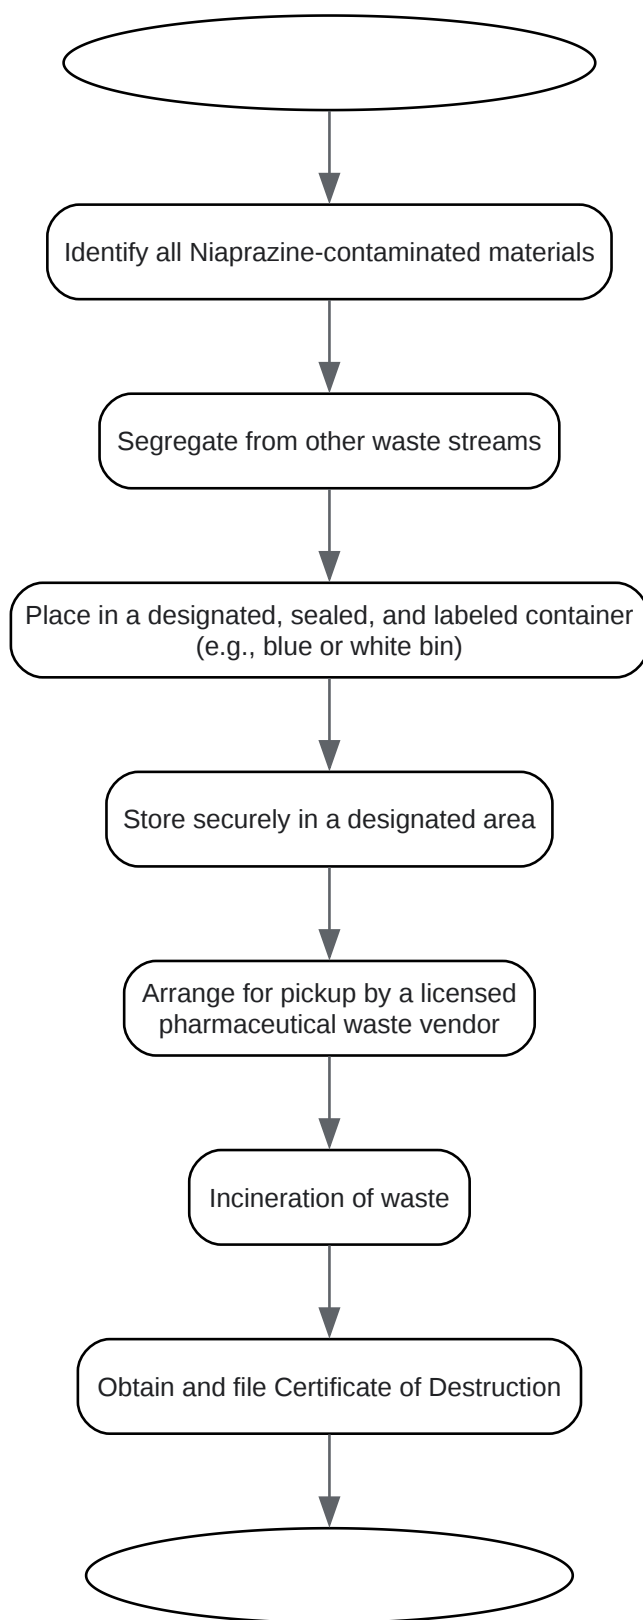 Identify all Niaprazine-contaminated materials
Segregate from other waste streams
Place in a designated, sealed, and labeled container
(e.g., blue or white bin)
Store securely in a designated area
Arrange for pickup by a licensed
pharmaceutical waste vendor
Incineration of waste
Obtain and file Certificate of Destruction